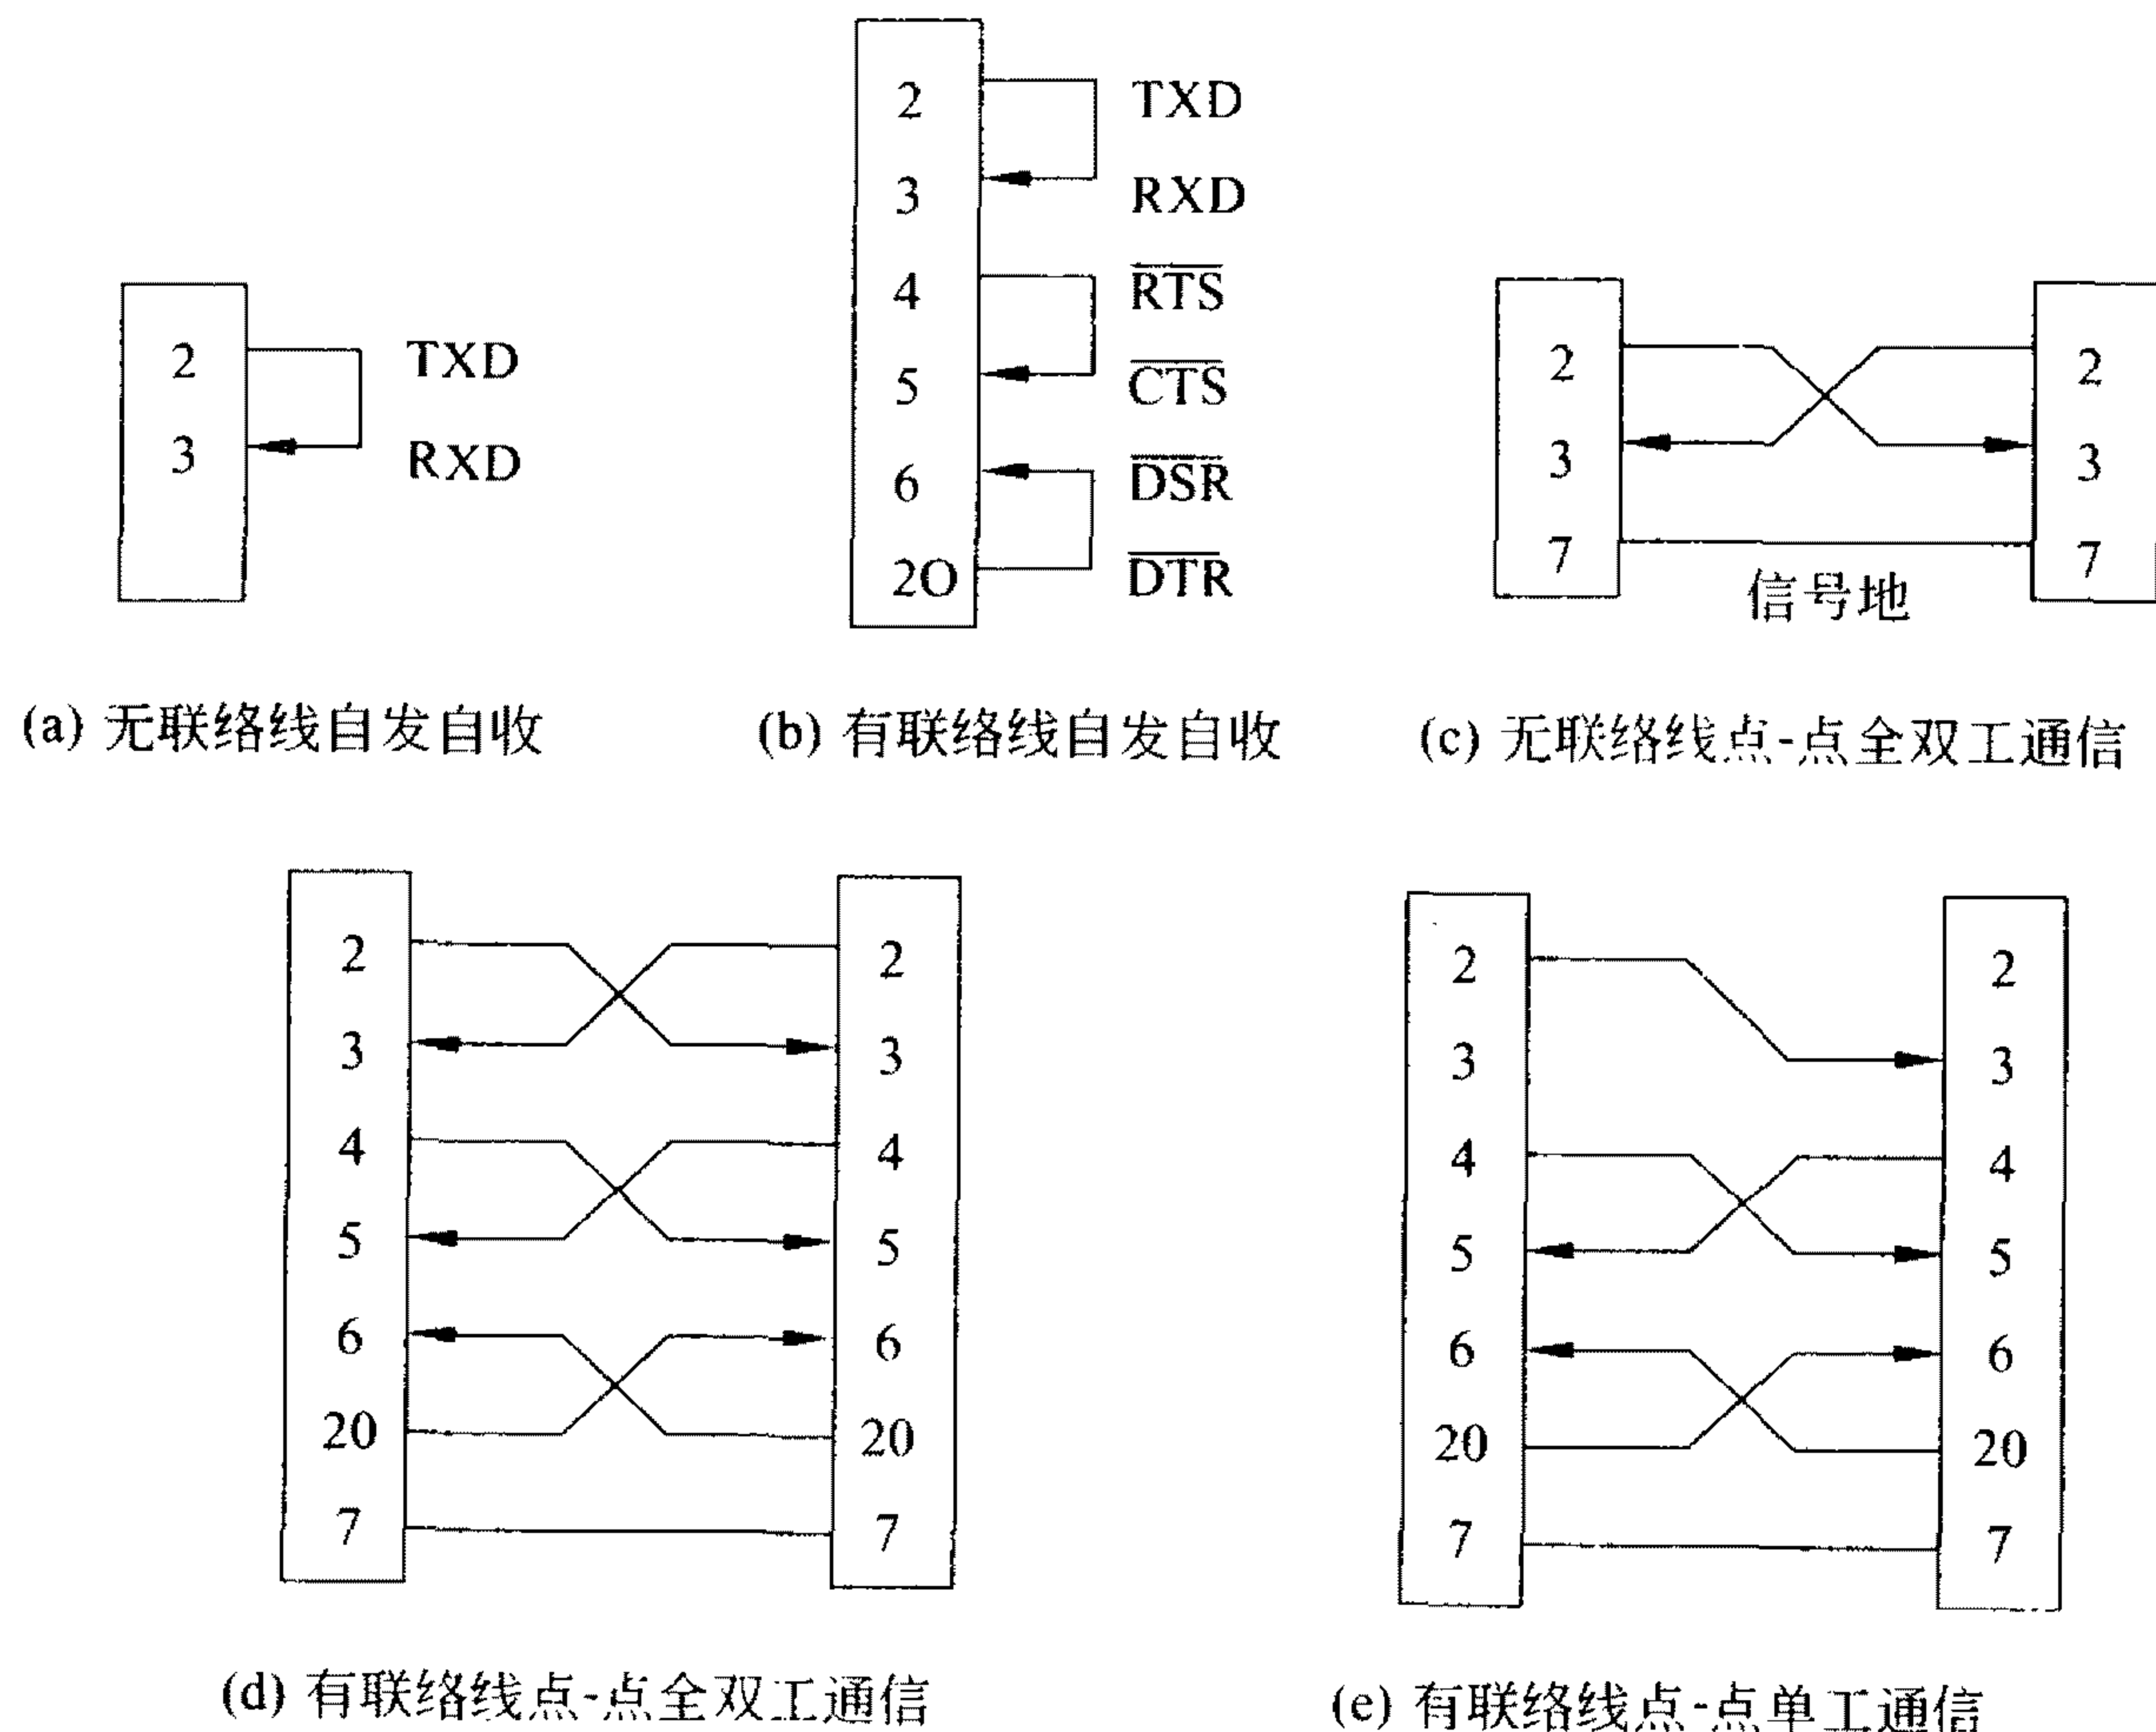 2 TXD
3 RXD
(a) 无联络线自发自收
2 TXD
3 RXD
4 RTS
5 CTS
6 DSR
20 DTR
(b) 有联络线自发自收
2 2
3 3
7 7
信号地
(c) 无联络线点-点全双工通信
2 2
3 3
4 4
5 5
6 6
20 20
7 7
(d) 有联络线点-点全双工通信
2 2
3 3
4 4
5 5
6 6
20 20
7 7
(e) 有联络线点-点单工通信